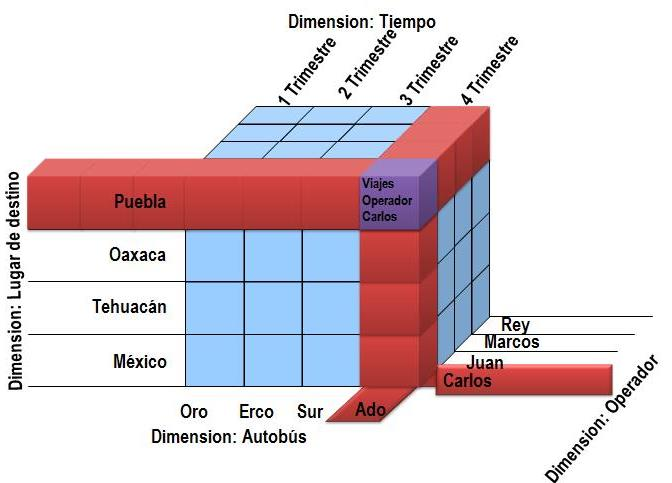 Dimension: Tiempo
1 Trimestre
2 Trimestre
3 Trimestre
4 Trimestre
Dimension: Lugar de destino
Puebla
Viajes
Operador
Carlos
Oaxaca
Tehuacán
México
Rey
Marcos
Juan
Carlos
Oro Erco Sur Ado
Dimension: Autobús
Dimension: Operador